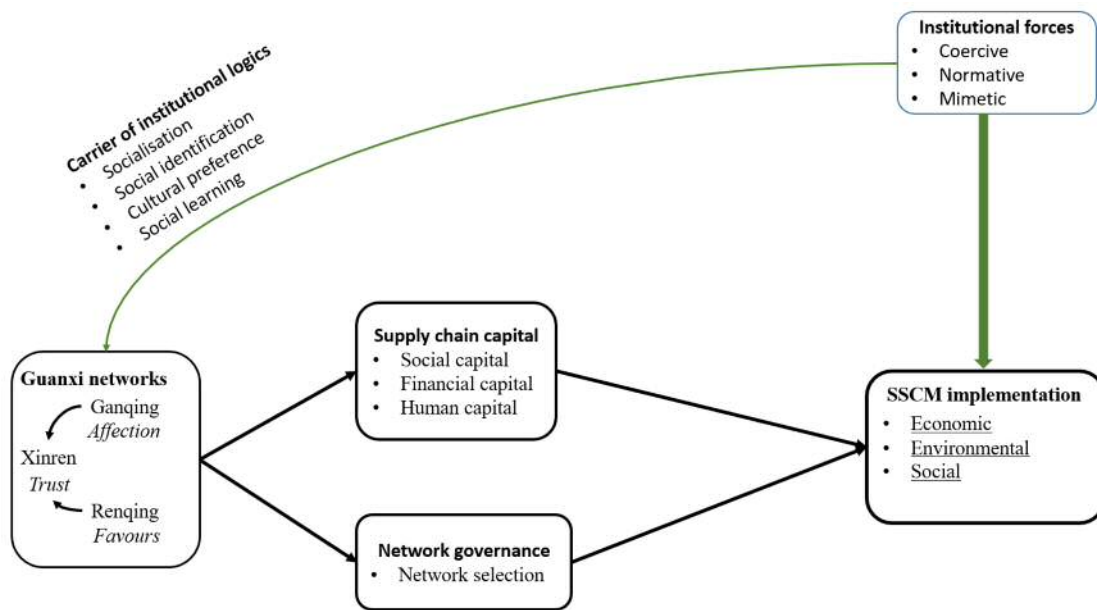 Institutional forces
• Coercive
• Normative
• Mimetic
Carrier of institutional logics
• Socialisation
• Social identification
• Cultural preference
• Social learning
Supply chain capital
• Social capital
• Financial capital
• Human capital
Guanxi networks
Ganqing
Affection
Xinren
Trust
Renqing
Favours
SSCM implementation
• Economic
• Environmental
• Social
Network governance
• Network selection